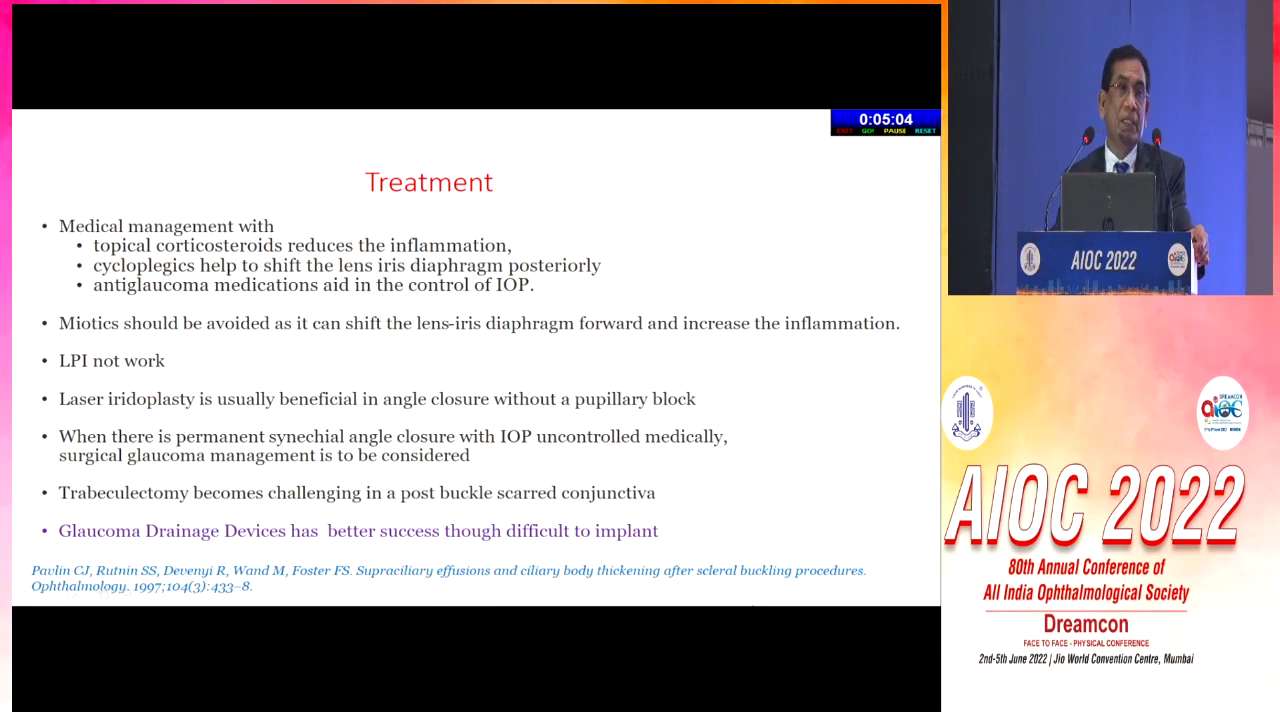 0:05:04
GO! PAUSE RESET
Treatment
• Medical management with
• topical corticosteroids reduces the inflammation,
• cycloplegics help to shift the lens iris diaphragm posteriorly
• antiglaucoma medications aid in the control of IOP.
• Miotics should be avoided as it can shift the lens-iris diaphragm forward and increase the inflammation.
• LPI not work
• Laser iridoplasty is usually beneficial in angle closure without a pupillary block
• When there is permanent synechial angle closure with IOP uncontrolled medically,
surgical glaucoma management is to be considered
• Trabeculectomy becomes challenging in a post buckle scarred conjunctiva
• Glaucoma Drainage Devices has better success though difficult to implant
Pavlin CJ, Rutnin SS, Devenyi R, Wand M, Foster FS. Supraciliary effusions and ciliary body thickening after scleral buckling procedures.
Ophthalmology. 1997;104(3):433–8.
AIOC 2022
DREAMCON
aioc
AIOC 2022
80th Annual Conference of
All India Ophthalmological Society
Dreamcon
FACE TO FACE - PHYSICAL CONFERENCE
2nd-5th June 2022 | Jio World Convention Centre, Mumbai